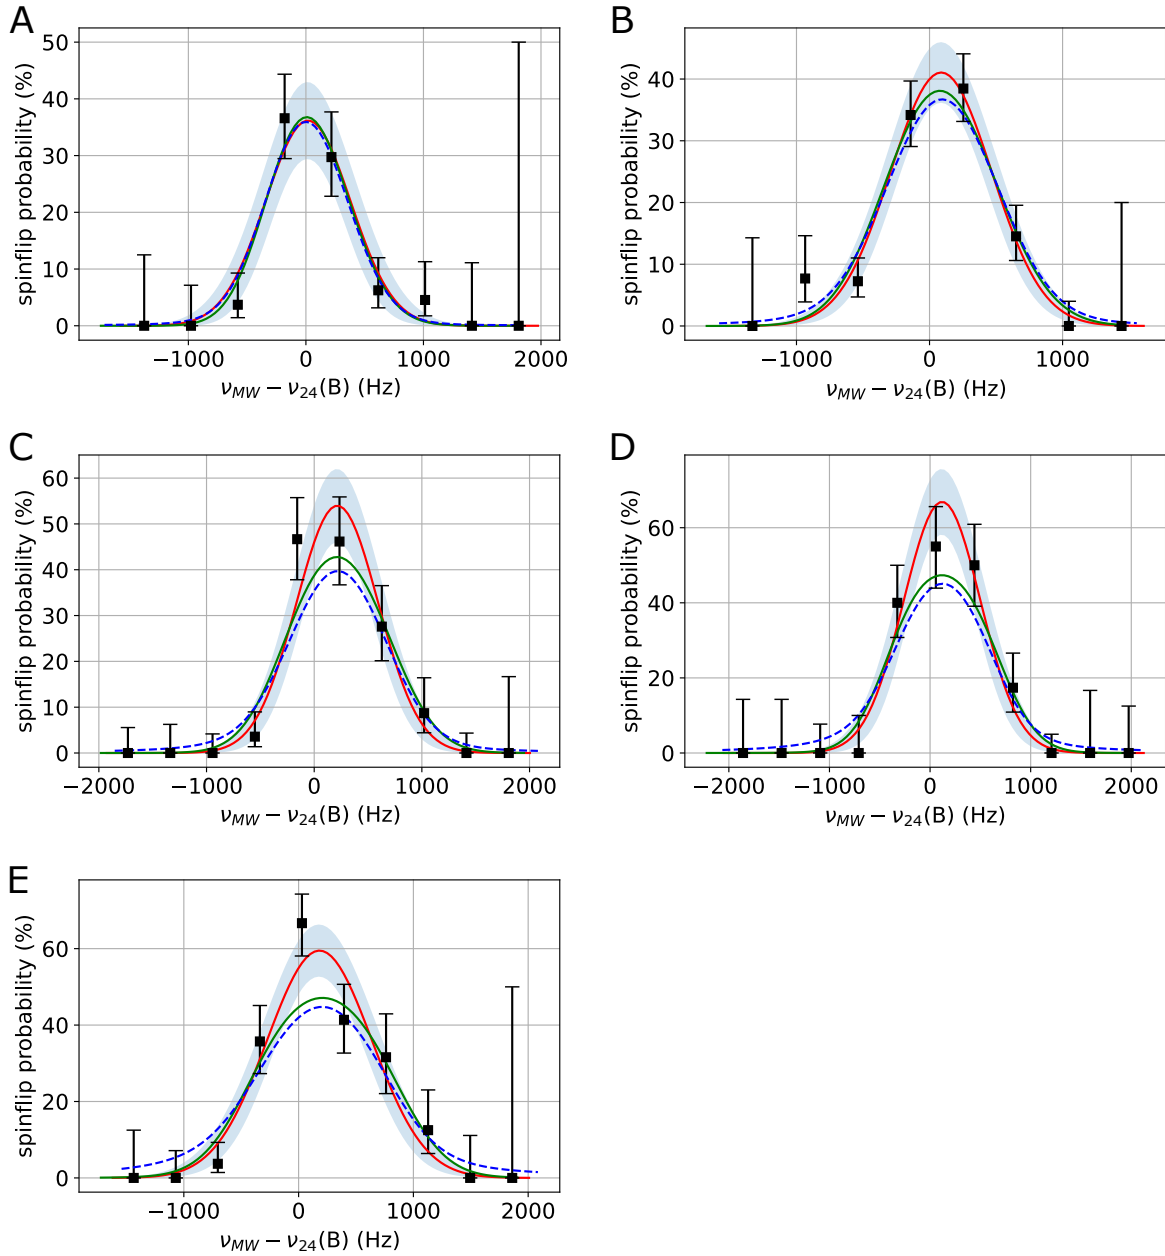 A
spinflip probability (%)
50
40
30
20
10
0
−1000 0 1000 2000
νMW − ν24(B) (Hz)
B
spinflip probability (%)
40
30
20
10
0
−1000 0 1000
νMW − ν24(B) (Hz)
C
spinflip probability (%)
60
50
40
30
20
10
0
−2000 −1000 0 1000 2000
νMW − ν24(B) (Hz)
D
spinflip probability (%)
60
40
20
0
−2000 −1000 0 1000 2000
νMW − ν24(B) (Hz)
E
spinflip probability (%)
60
40
20
0
−1000 0 1000 2000
νMW − ν24(B) (Hz)